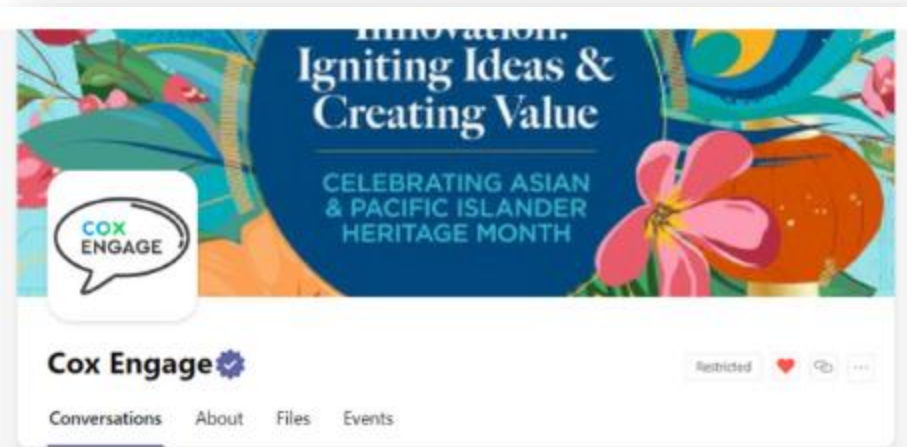 Innovation:
Igniting Ideas &
Creating Value
CELEBRATING ASIAN
& PACIFIC ISLANDER
HERITAGE MONTH
COX
ENGAGE
Cox Engage
Restricted
Conversations About Files Events